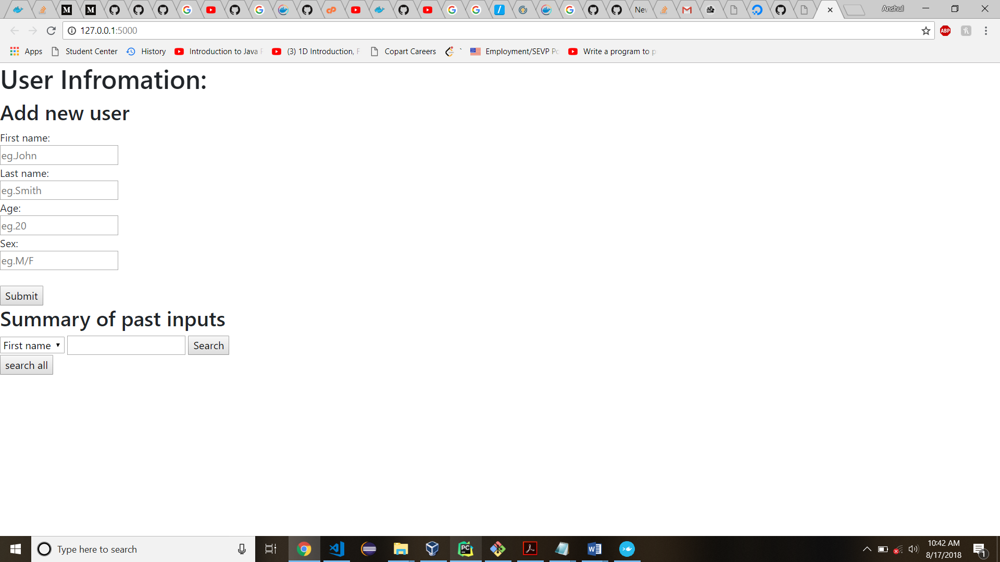 New
Anshul
127.0.0.1:5000
ABP
Apps
Student Center
History
Introduction to Java
(3) 1D Introduction,
Copart Careers
`
Employment/SEVP
Write a program to
User Infromation:
Add new user
First name:
eg.John
Last name:
eg.Smith
Age:
eg.20
Sex:
eg.M/F
Submit
Summary of past inputs
First name
Search
search all
Type here to search
10:42 AM
8/17/2018
1